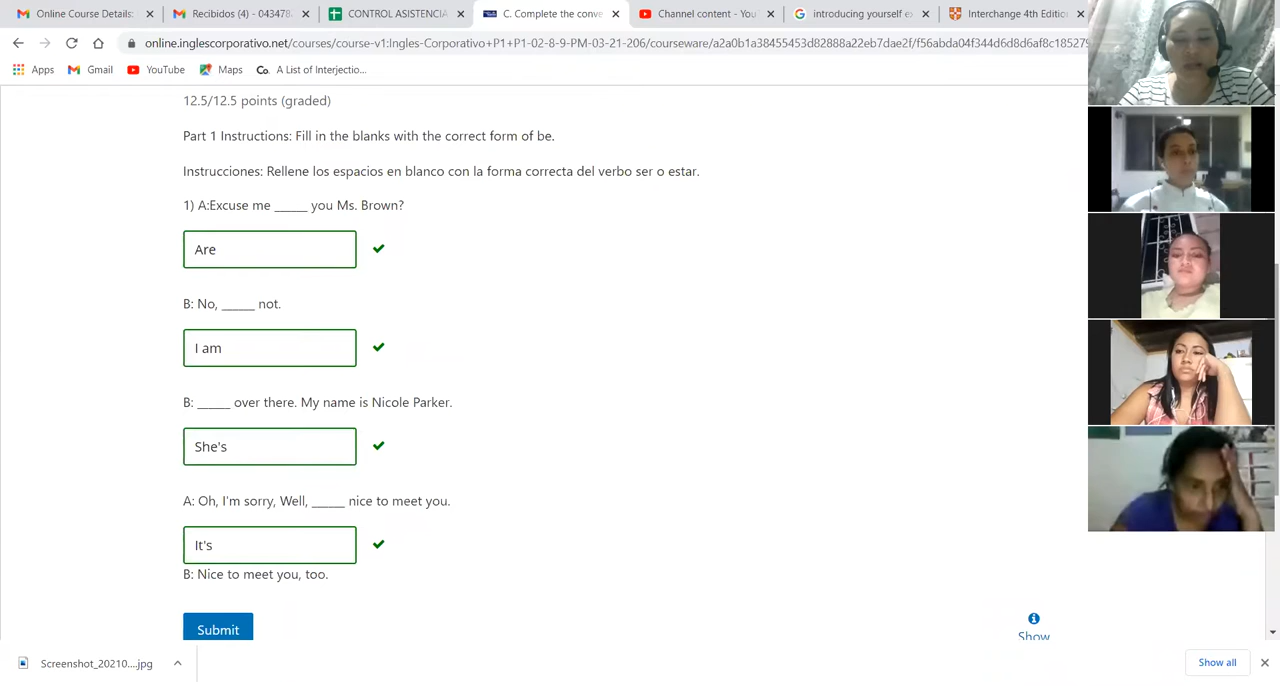 Online Course Details:
Recibidos (4) - 043478
CONTROL ASISTENCIA
C. Complete the conve
Channel content - You
introducing yourself e
Interchange 4th Editio
online.inglescorporativo.net/courses/course-v1:Ingles-Corporativo+P1+P1-02-8-9-PM-03-21-206/courseware/a2a0b1a38455453d82888a22eb7dae2f/f56abda04f344d6d8d6af8c185279
Apps Gmail YouTube Maps Co. A List of Interjectio...
12.5/12.5 points (graded)
Part 1 Instructions: Fill in the blanks with the correct form of be.
Instrucciones: Rellene los espacios en blanco con la forma correcta del verbo ser o estar.
1) A:Excuse me _____ you Ms. Brown?
Are
B: No, _____ not.
I am
B: _____ over there. My name is Nicole Parker.
She's
A: Oh, I'm sorry, Well, _____ nice to meet you.
It's
B: Nice to meet you, too.
Submit
Show
Screenshot_20210....jpg
Show all